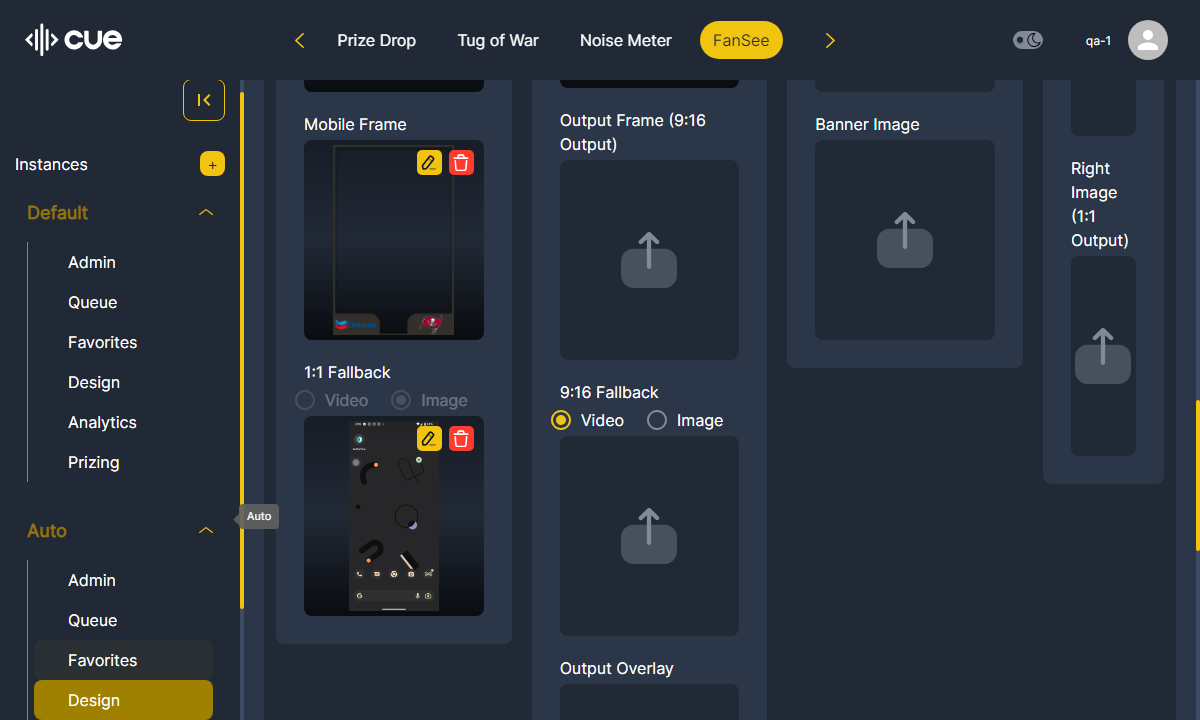 cue
Prize Drop
Tug of War
Noise Meter
FanSee
qa-1
Instances
+
Default
Admin
Queue
Favorites
Design
Analytics
Prizing
Auto
Auto
Admin
Queue
Favorites
Design
Mobile Frame
1:1 Fallback
Video
Image
Output Frame (9:16
Output)
9:16 Fallback
Video
Image
Output Overlay
Banner Image
Right
Image
(1:1
Output)